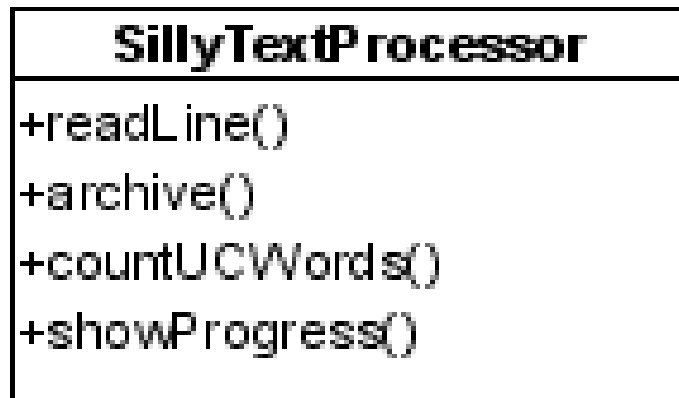 SillyTextProcessor
+readLine()
+archive()
+countUCWords()
+showProgress()